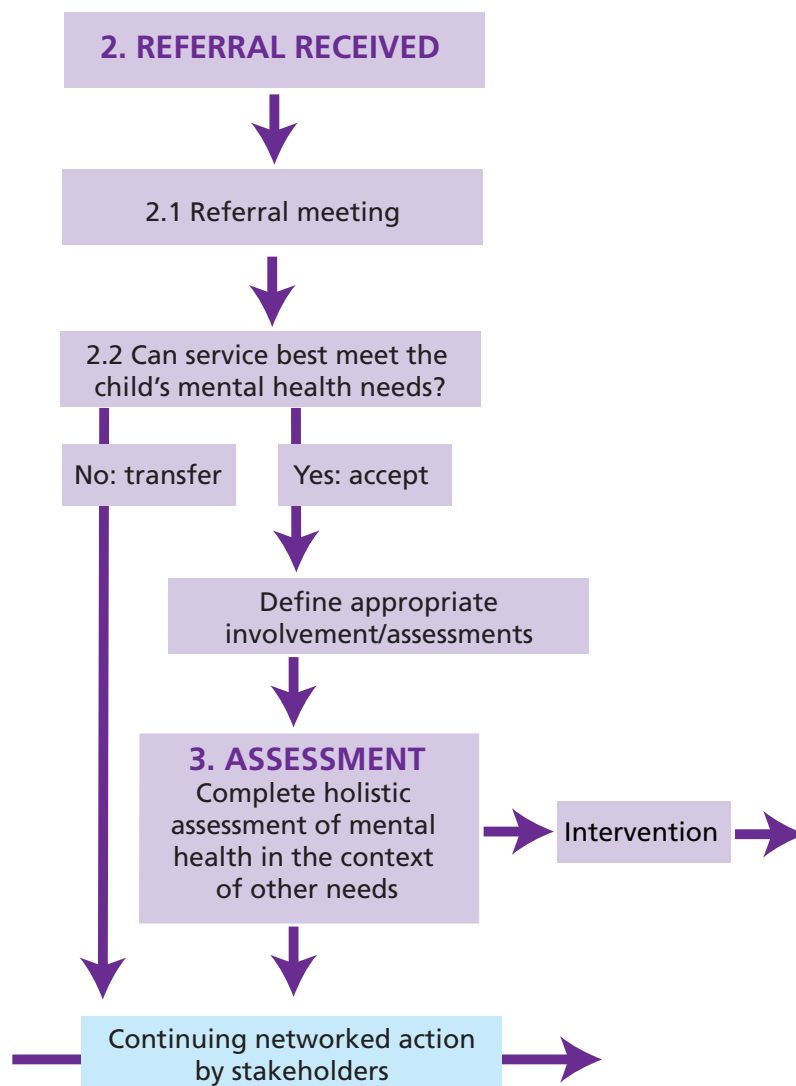 2. REFERRAL RECEIVED
2.1 Referral meeting
2.2 Can service best meet the
child’s mental health needs?
No: transfer
Yes: accept
Define appropriate
involvement/assessments
3. ASSESSMENT
Complete holistic
assessment of mental
health in the context
of other needs
Intervention
Continuing networked action
by stakeholders